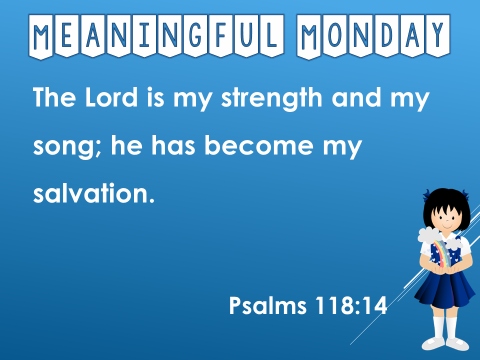 MEANINGFUL MONDAY
The Lord is my strength and my
song; he has become my
salvation.
Psalms 118:14